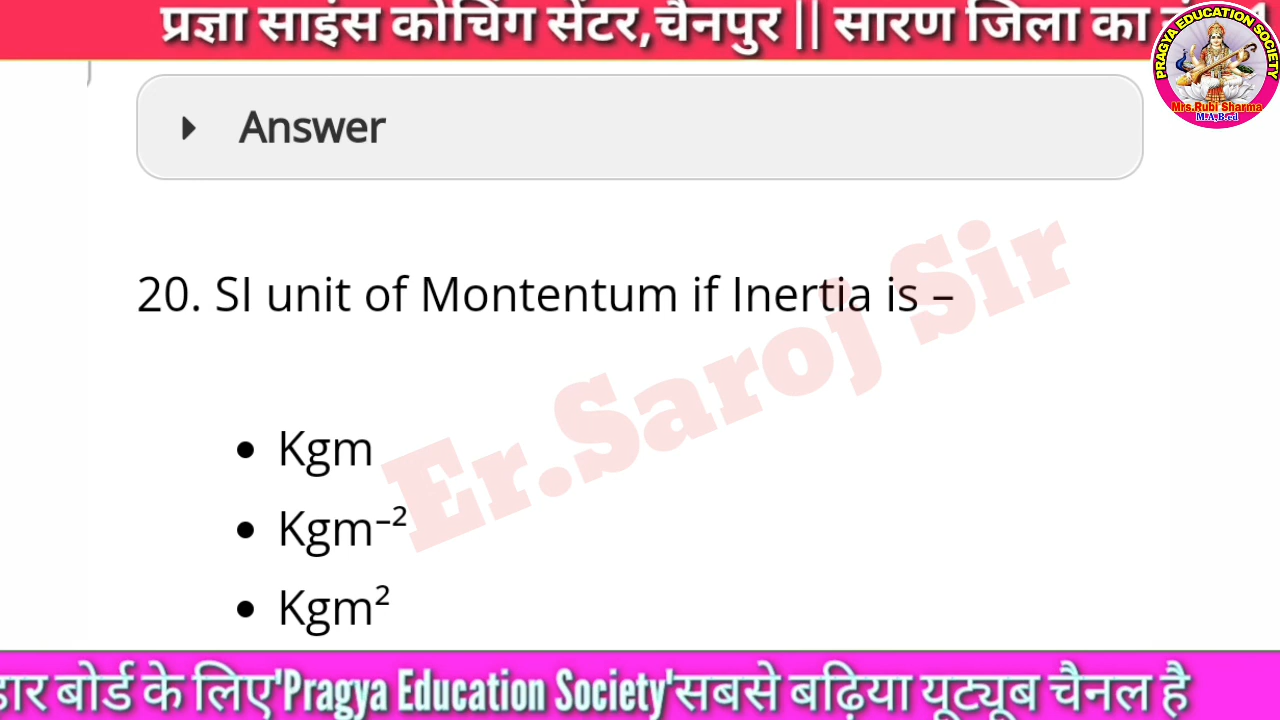 प्रज्ञा साइंस कोचिंग सेंटर,चैनपुर || सारण जिला का
PRAGYA EDUCATION SOCIETY
Mrs.Rubi Sharma
M.A,B.ed
Answer
20. SI unit of Montentum if Inertia is –
Er.Saroj Sir
• Kgm
• Kgm⁻²
• Kgm²
बोर्ड के लिए'Pragya Education Society'सबसे बढ़िया यूट्यूब चैनल है